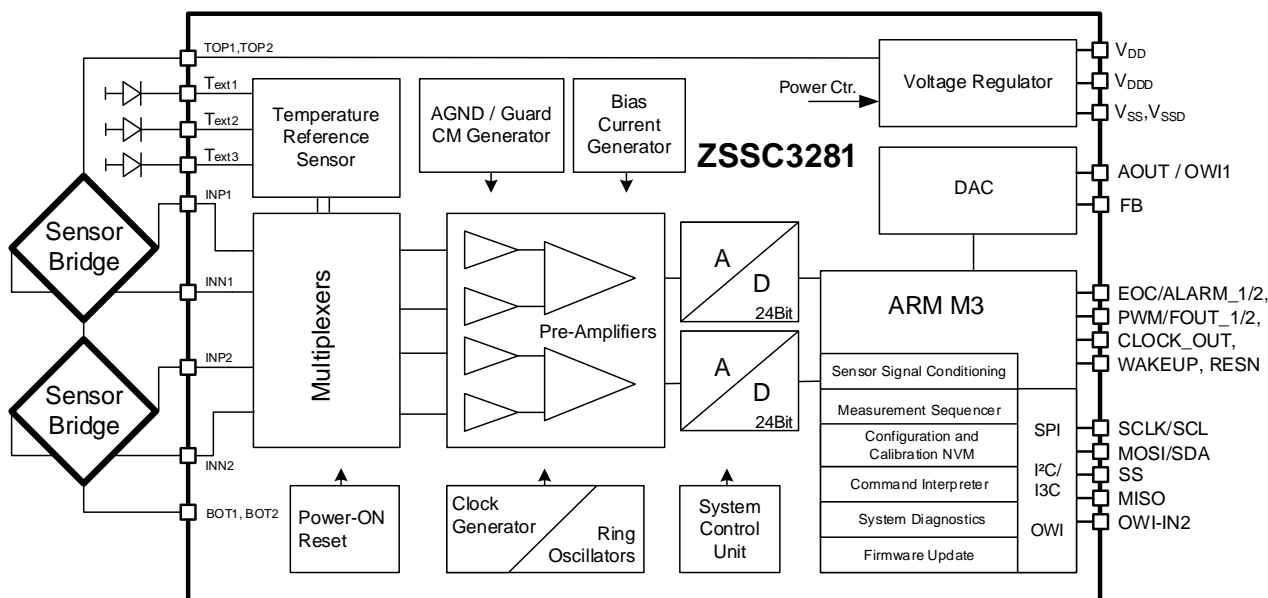 TOP1,TOP2
Text1
Text2
Text3
INP1
INN1
INP2
INN2
BOT1, BOT2
Sensor
Bridge
Sensor
Bridge
Temperature
Reference
Sensor
AGND / Guard
CM Generator
Bias
Current
Generator
ZSSC3281
Power Ctr.
Voltage Regulator
VDD
VDDD
VSS,VSSD
DAC
AOUT / OWI1
FB
Multiplexers
Pre-Amplifiers
A
D
24Bit
A
D
24Bit
ARM M3
EOC/ALARM_1/2,
PWM/FOUT_1/2,
CLOCK_OUT,
WAKEUP, RESN
Sensor Signal Conditioning
Measurement Sequencer
Configuration and
Calibration NVM
Command Interpreter
System Diagnostics
Firmware Update
SPI
I²C/
I3C
OWI
SCLK/SCL
MOSI/SDA
SS
MISO
OWI-IN2
Power-ON
Reset
Clock
Generator
Ring
Oscillators
System
Control
Unit